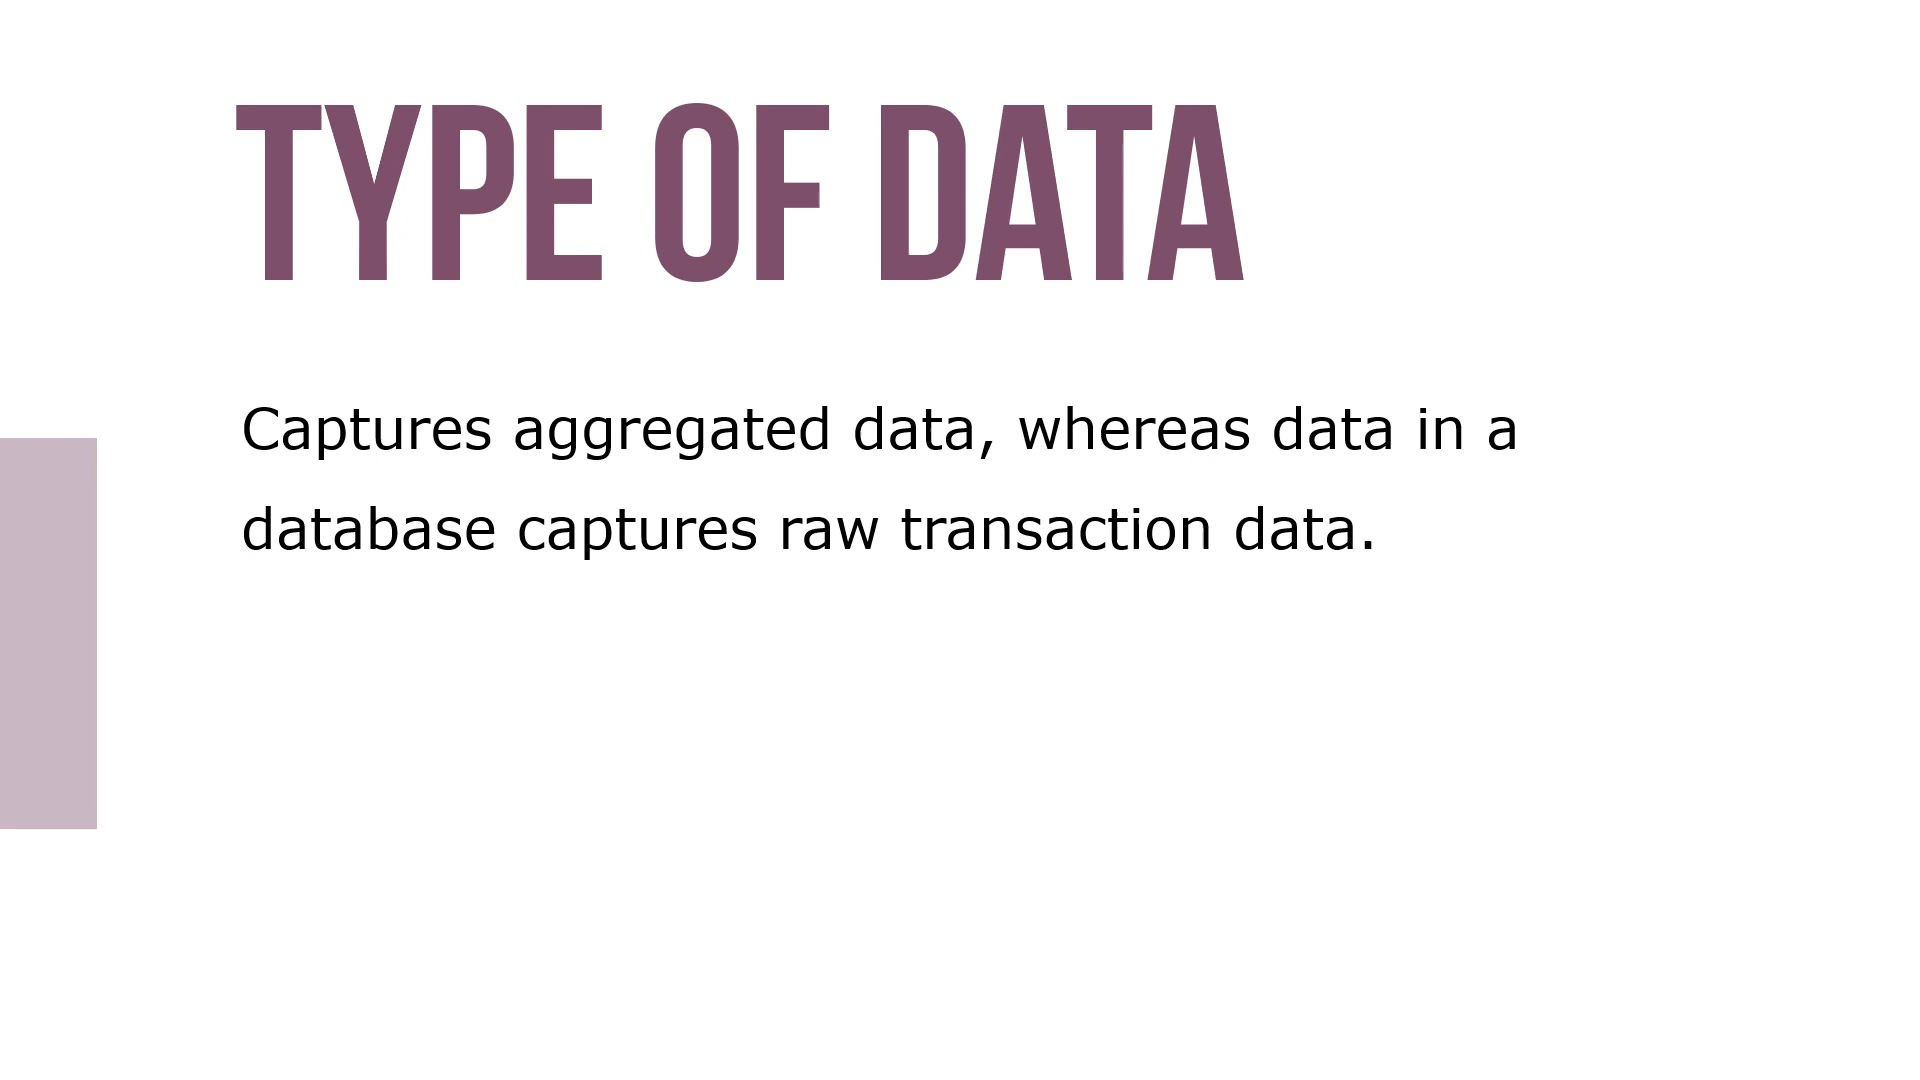 TYPE OF DATA
Captures aggregated data, whereas data in a
database captures raw transaction data.